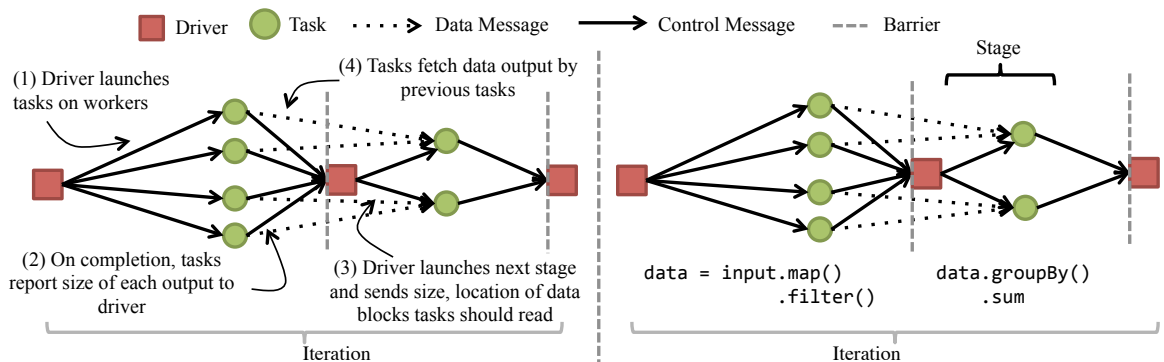 Driver
Task
Data Message
Control Message
Barrier
(1) Driver launches
tasks on workers
(4) Tasks fetch data output by
previous tasks
(2) On completion, tasks
report size of each output to
driver
(3) Driver launches next stage
and sends size, location of data
blocks tasks should read
Iteration
Stage
data = input.map()
.filter()
data.groupBy()
.sum
Iteration